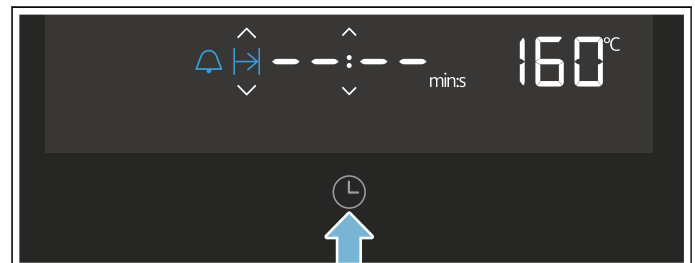 – – : – – min:s 160°C